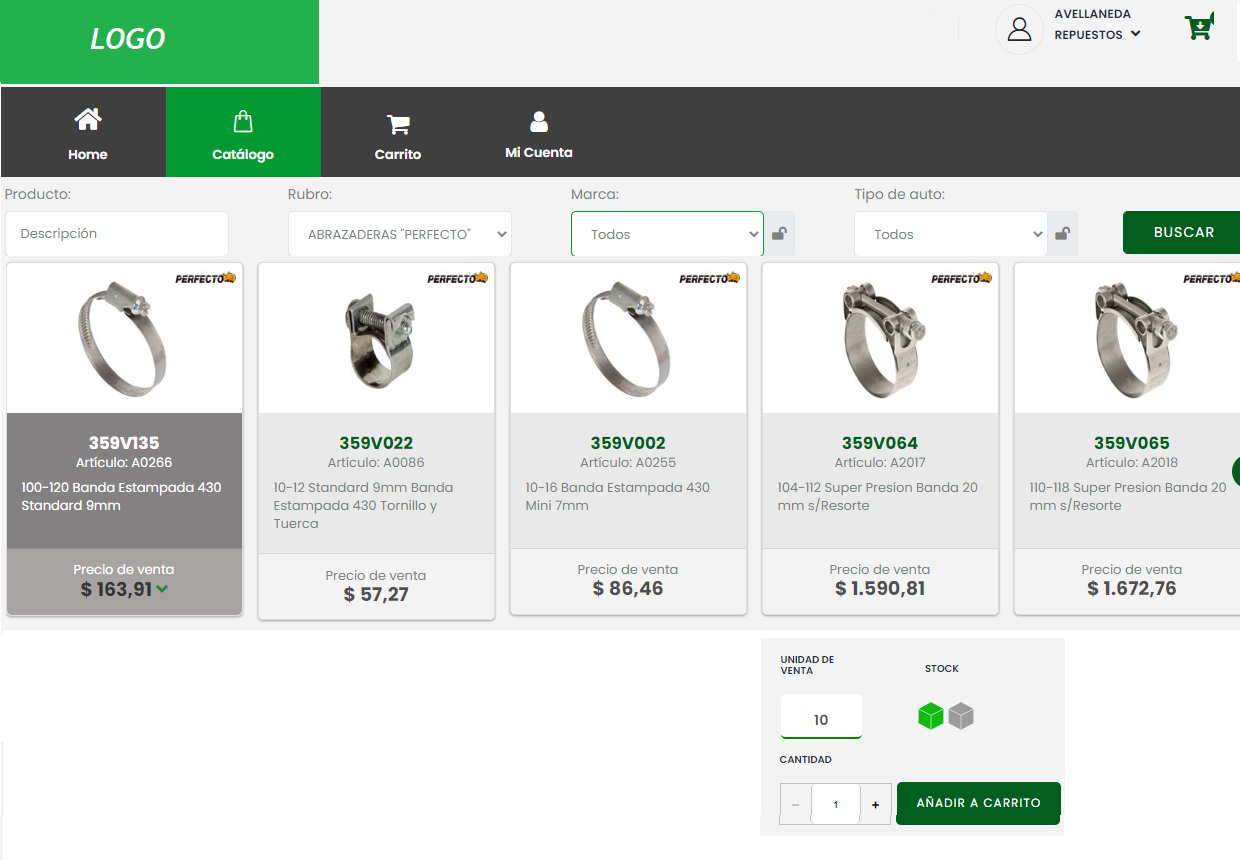 LOGO
AVELLANEDA
REPUESTOS
Home
Catálogo
Carrito
Mi Cuenta
Producto:
Rubro:
Marca:
Tipo de auto:
Descripción
ABRAZADERAS "PERFECTO"
Todos
Todos
BUSCAR
PERFECTO
PERFECTO
PERFECTO
PERFECTO
PERFECTO
359V135
Artículo: A0266
100-120 Banda Estampada 430
Standard 9mm
Precio de venta
$ 163,91
359V022
Artículo: A0086
10-12 Standard 9mm Banda
Estampada 430 Tornillo y
Tuerca
Precio de venta
$ 57,27
359V002
Artículo: A0255
10-16 Banda Estampada 430
Mini 7mm
Precio de venta
$ 86,46
359V064
Artículo: A2017
104-112 Super Presion Banda 20
mm s/Resorte
Precio de venta
$ 1.590,81
359V065
Artículo: A2018
110-118 Super Presion Banda 20
mm s/Resorte
Precio de venta
$ 1.672,76
UNIDAD DE
VENTA
STOCK
10
CANTIDAD
− 1 +
AÑADIR A CARRITO